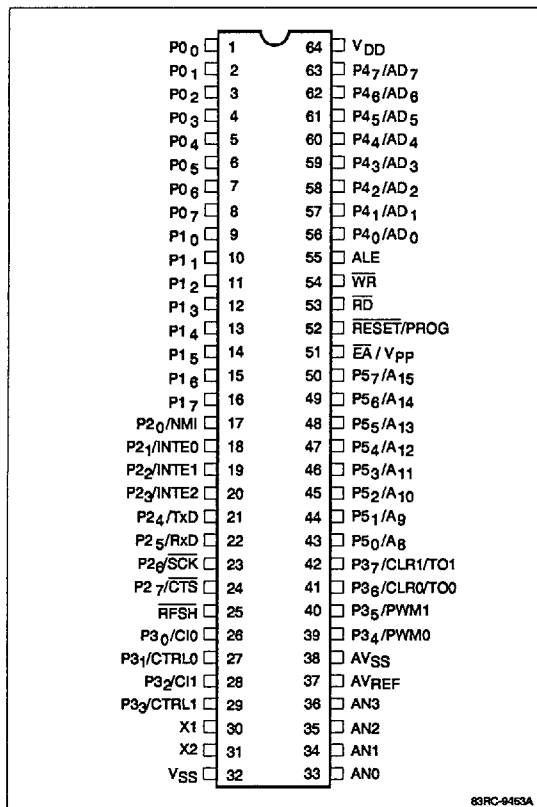 P0₀ 1 64 V_DD
P0₁ 2 63 P4₇/AD₇
P0₂ 3 62 P4₆/AD₆
P0₃ 4 61 P4₅/AD₅
P0₄ 5 60 P4₄/AD₄
P0₅ 6 59 P4₃/AD₃
P0₆ 7 58 P4₂/AD₂
P0₇ 8 57 P4₁/AD₁
P1₀ 9 56 P4₀/AD₀
P1₁ 10 55 ALE
P1₂ 11 54 W̅R̅
P1₃ 12 53 R̅D̅
P1₄ 13 52 R̅E̅S̅E̅T̅/PROG
P1₅ 14 51 E̅A̅ / V_PP
P1₆ 15 50 P5₇/A₁₅
P1₇ 16 49 P5₆/A₁₄
P2₀/NMI 17 48 P5₅/A₁₃
P2₁/INTE0 18 47 P5₄/A₁₂
P2₂/INTE1 19 46 P5₃/A₁₁
P2₃/INTE2 20 45 P5₂/A₁₀
P2₄/TxD 21 44 P5₁/A₉
P2₅/RxD 22 43 P5₀/A₈
P2₆/S̅C̅K̅ 23 42 P3₇/CLR1/TO1
P2₇/C̅T̅S̅ 24 41 P3₆/CLR0/TO0
R̅F̅S̅H̅ 25 40 P3₅/PWM1
P3₀/CI0 26 39 P3₄/PWM0
P3₁/CTRL0 27 38 AV_SS
P3₂/CI1 28 37 AV_REF
P3₃/CTRL1 29 36 AN3
X1 30 35 AN2
X2 31 34 AN1
V_SS 32 33 AN0
83RC-9463A